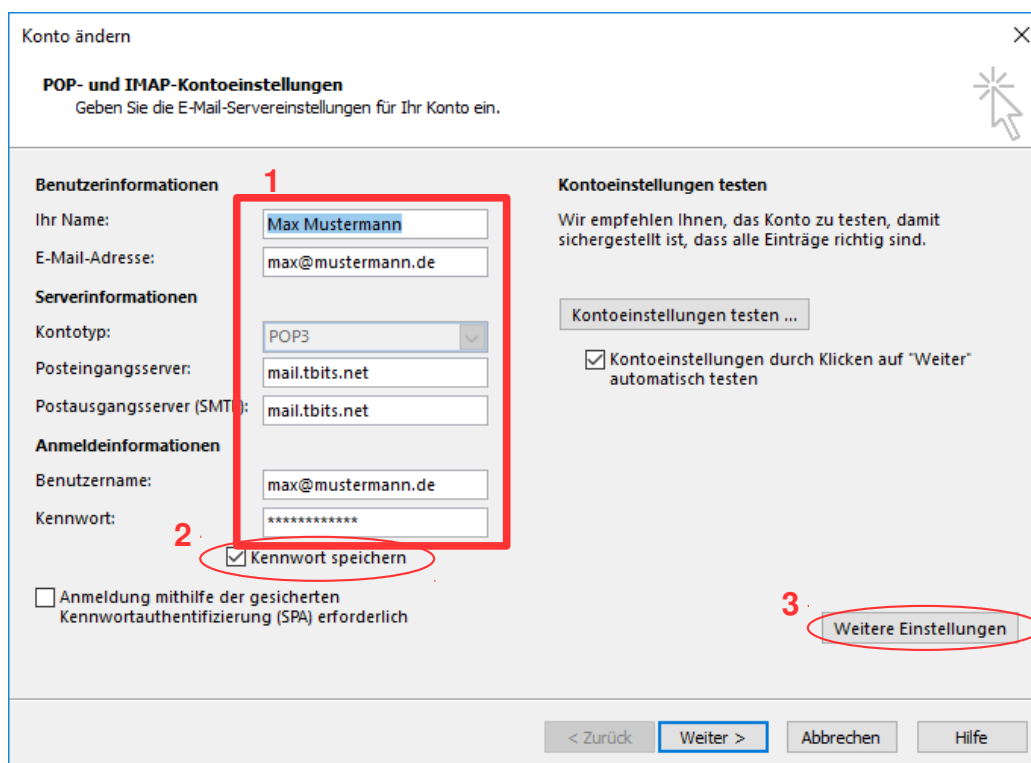 Konto ändern
POP- und IMAP-Kontoeinstellungen
Geben Sie die E-Mail-Servereinstellungen für Ihr Konto ein.
1
Benutzerinformationen
Ihr Name: Max Mustermann
E-Mail-Adresse: max@mustermann.de
Serverinformationen
Kontotyp: POP3
Posteingangsserver: mail.tbits.net
Postausgangsserver (SMTP): mail.tbits.net
Anmeldeinformationen
Benutzername: max@mustermann.de
Kennwort: ************
2
Kennwort speichern
Anmeldung mithilfe der gesicherten
Kennwortauthentifizierung (SPA) erforderlich
Kontoeinstellungen testen
Wir empfehlen Ihnen, das Konto zu testen, damit
sichergestellt ist, dass alle Einträge richtig sind.
Kontoeinstellungen testen ...
Kontoeinstellungen durch Klicken auf "Weiter"
automatisch testen
3
Weitere Einstellungen
< Zurück Weiter > Abbrechen Hilfe